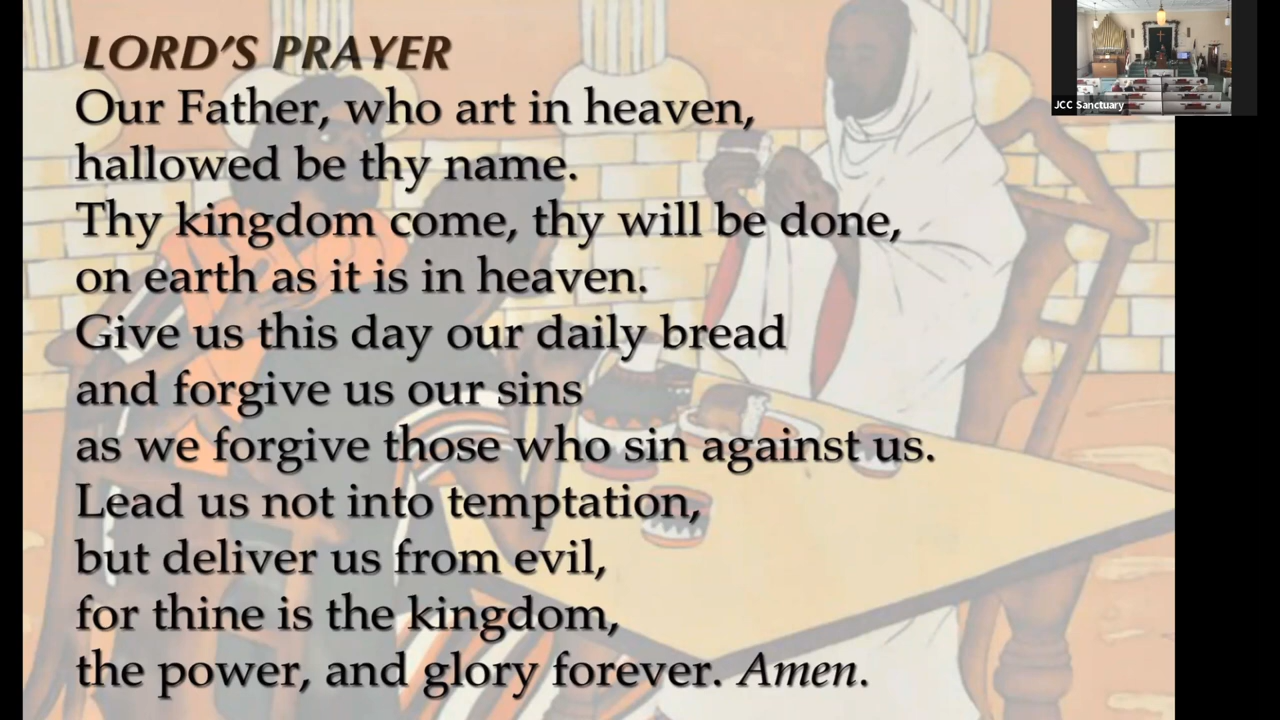 LORD'S PRAYER
Our Father, who art in heaven,
hallowed be thy name.
Thy kingdom come, thy will be done,
on earth as it is in heaven.
Give us this day our daily bread
and forgive us our sins
as we forgive those who sin against us.
Lead us not into temptation,
but deliver us from evil,
for thine is the kingdom,
the power, and glory forever. Amen.
JCC Sanctuary